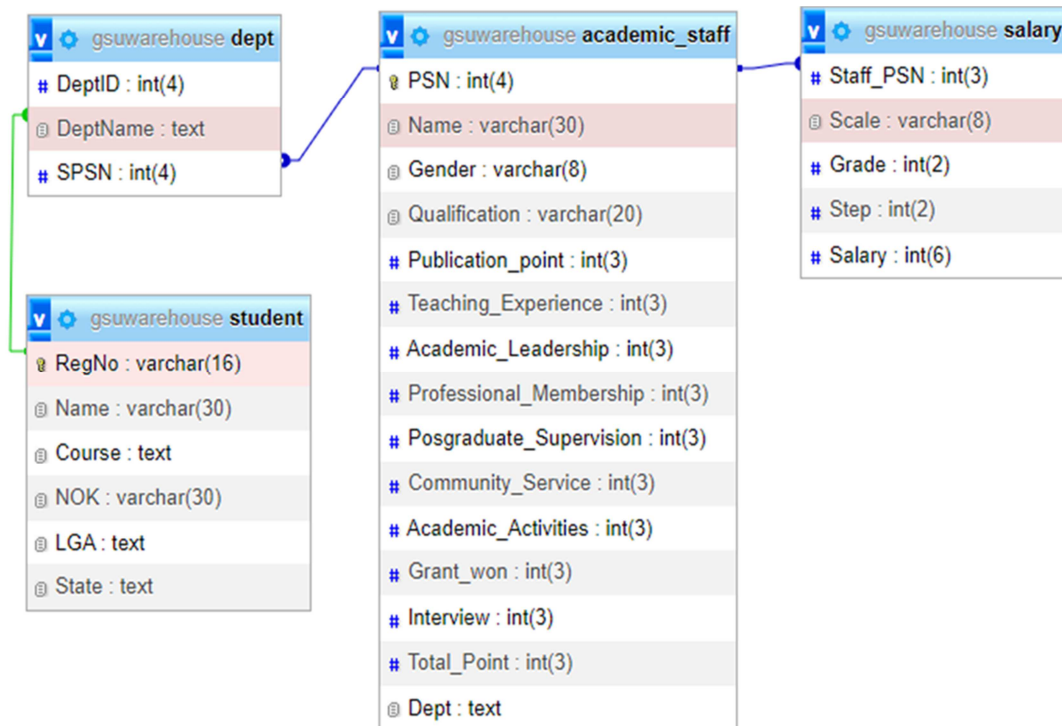 v gsuwarehouse dept
# DeptID : int(4)
DeptName : text
# SPSN : int(4)
v gsuwarehouse student
RegNo : varchar(16)
Name : varchar(30)
Course : text
NOK : varchar(30)
LGA : text
State : text
v gsuwarehouse academic_staff
PSN : int(4)
Name : varchar(30)
Gender : varchar(8)
Qualification : varchar(20)
# Publication_point : int(3)
# Teaching_Experience : int(3)
# Academic_Leadership : int(3)
# Professional_Membership : int(3)
# Posgraduate_Supervision : int(3)
# Community_Service : int(3)
# Academic_Activities : int(3)
# Grant_won : int(3)
# Interview : int(3)
# Total_Point : int(3)
Dept : text
v gsuwarehouse salary
# Staff_PSN : int(3)
Scale : varchar(8)
# Grade : int(2)
# Step : int(2)
# Salary : int(6)